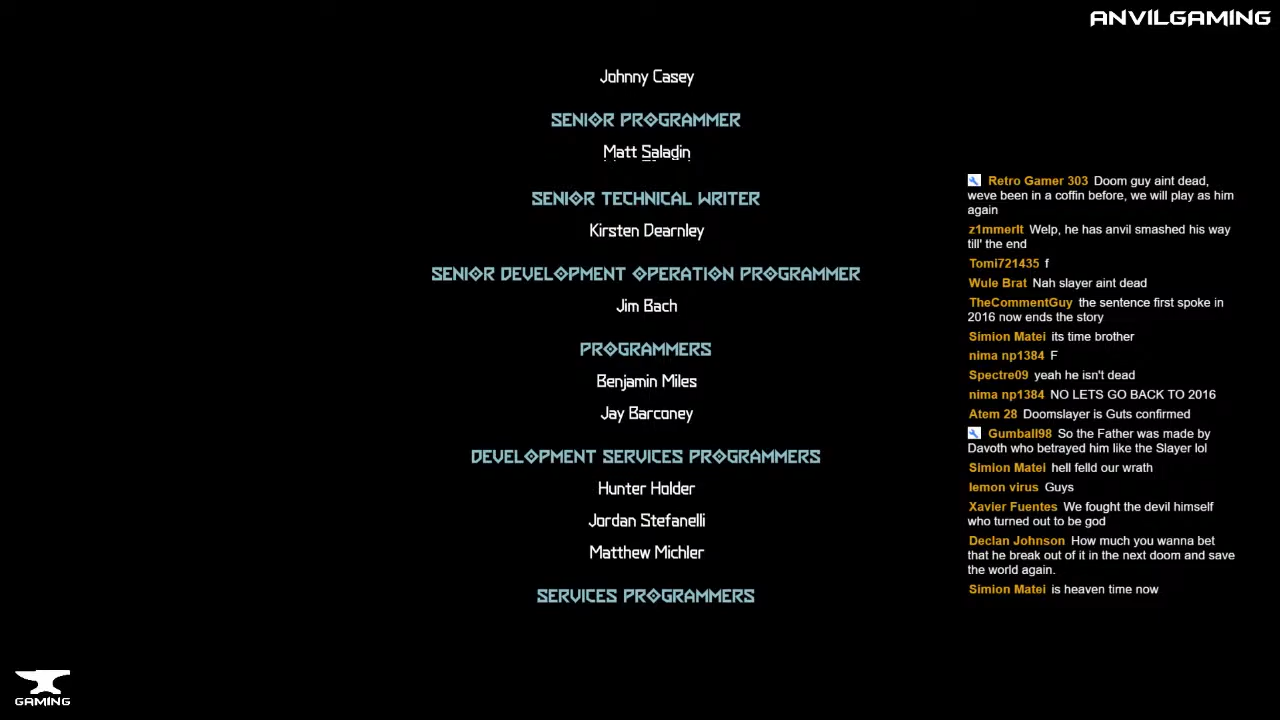 ANVILGAMING
Johnny Casey
SENIOR PROGRAMMER
Matt Saladin
SENIOR TECHNICAL WRITER
Kirsten Dearnley
SENIOR DEVELOPMENT OPERATION PROGRAMMER
Jim Bach
PROGRAMMERS
Benjamin Miles
Jay Barconey
DEVELOPMENT SERVICES PROGRAMMERS
Hunter Holder
Jordan Stefanelli
Matthew Michler
SERVICES PROGRAMMERS
Retro Gamer 303 Doom guy aint dead,
weve been in a coffin before, we will play as him
again
z1mmerlt Welp, he has anvil smashed his way
till' the end
Tomi721435 f
Wule Brat Nah slayer aint dead
TheCommentGuy the sentence first spoke in
2016 now ends the story
Simion Matei its time brother
nima np1384 F
Spectre09 yeah he isn't dead
nima np1384 NO LETS GO BACK TO 2016
Atem 28 Doomslayer is Guts confirmed
Gumball98 So the Father was made by
Davoth who betrayed him like the Slayer lol
Simion Matei hell felld our wrath
lemon virus Guys
Xavier Fuentes We fought the devil himself
who turned out to be god
Declan Johnson How much you wanna bet
that he break out of it in the next doom and save
the world again.
Simion Matei is heaven time now
GAMING